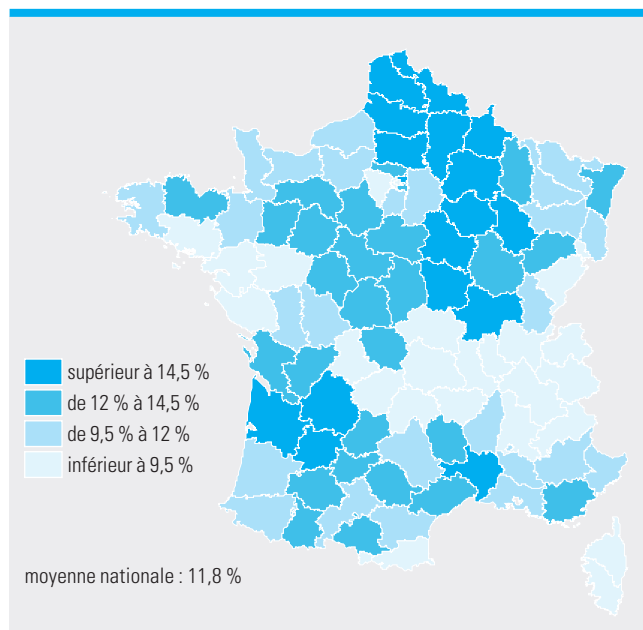 supérieur à 14,5 %
de 12 % à 14,5 %
de 9,5 % à 12 %
inférieur à 9,5 %
moyenne nationale : 11,8 %